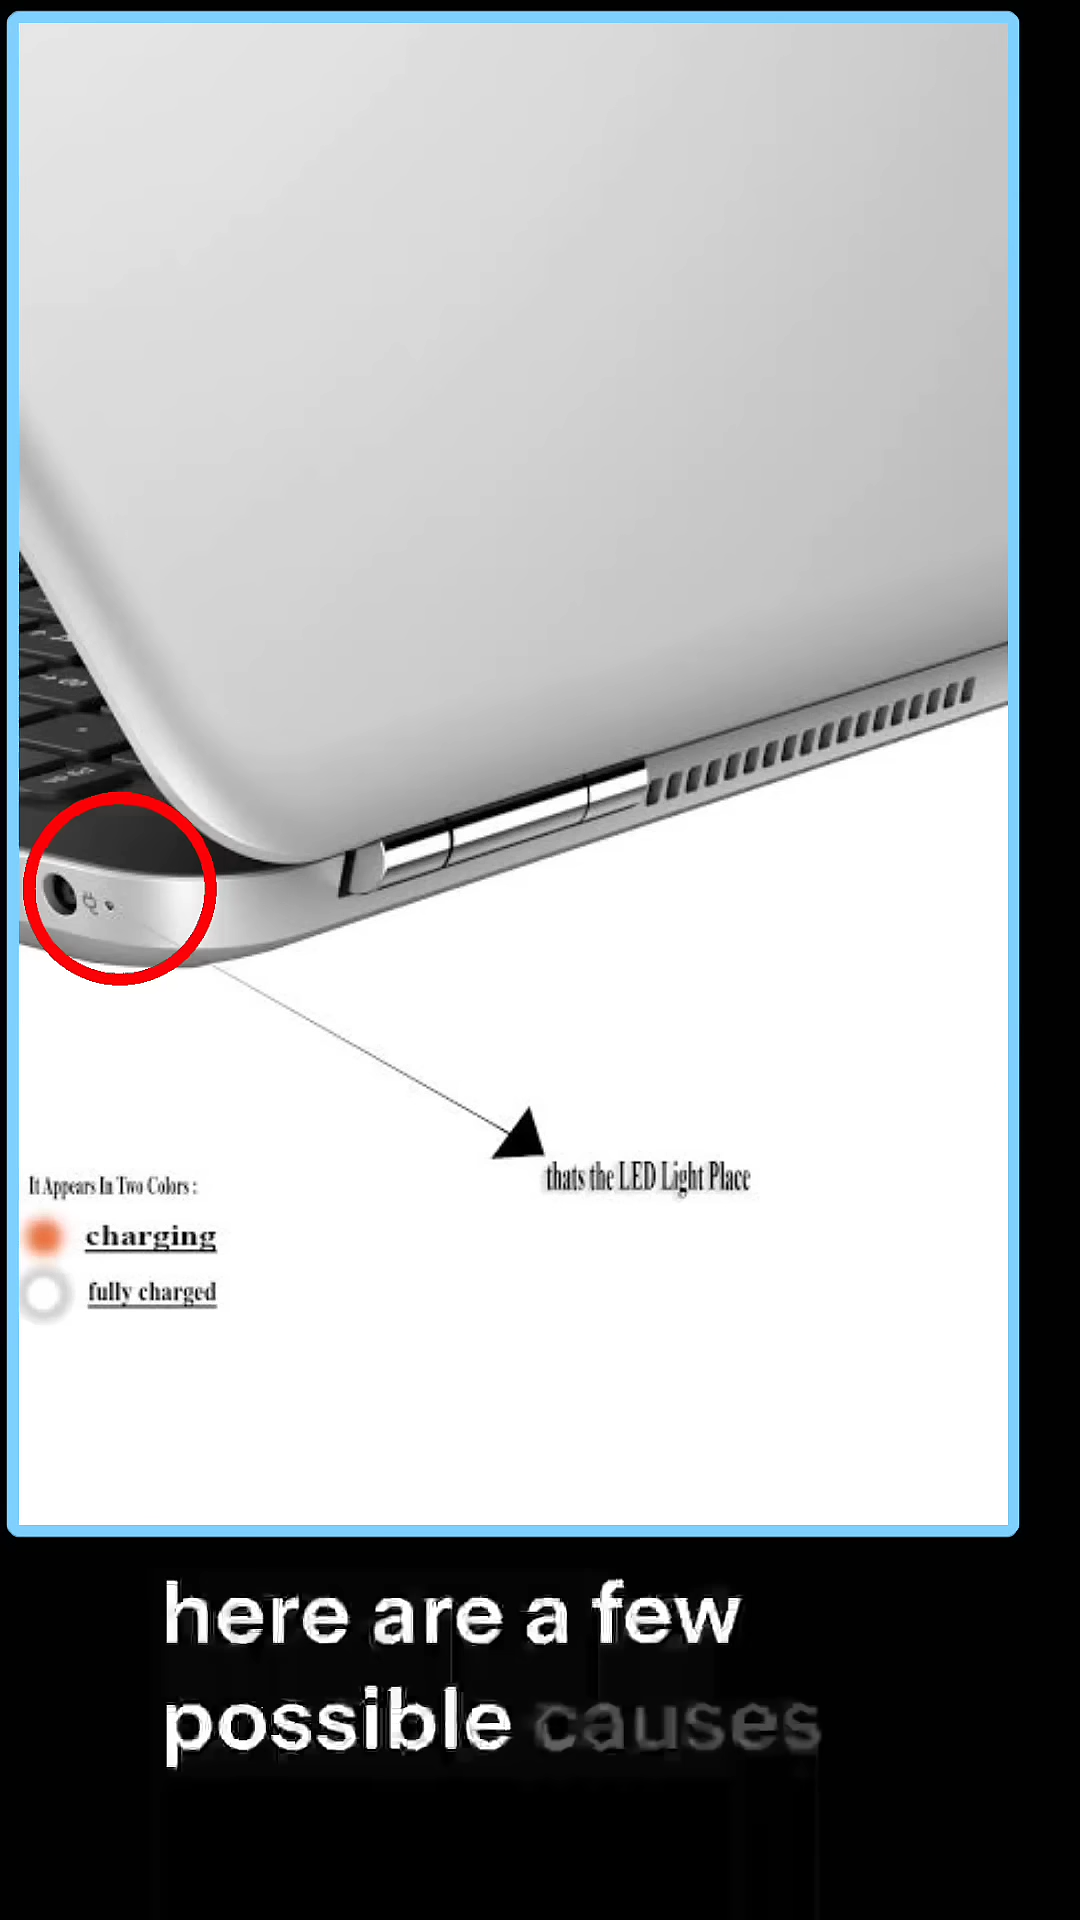 thats the LED Light Place
It Appears In Two Colors :
charging
fully charged
here are a few
possible causes